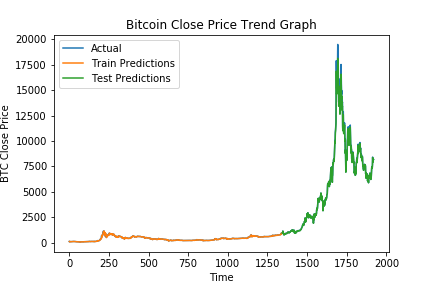 Bitcoin Close Price Trend Graph
Actual
Train Predictions
Test Predictions
20000
17500
15000
12500
10000
7500
5000
2500
0
BTC Close Price
0 250 500 750 1000 1250 1500 1750 2000
Time